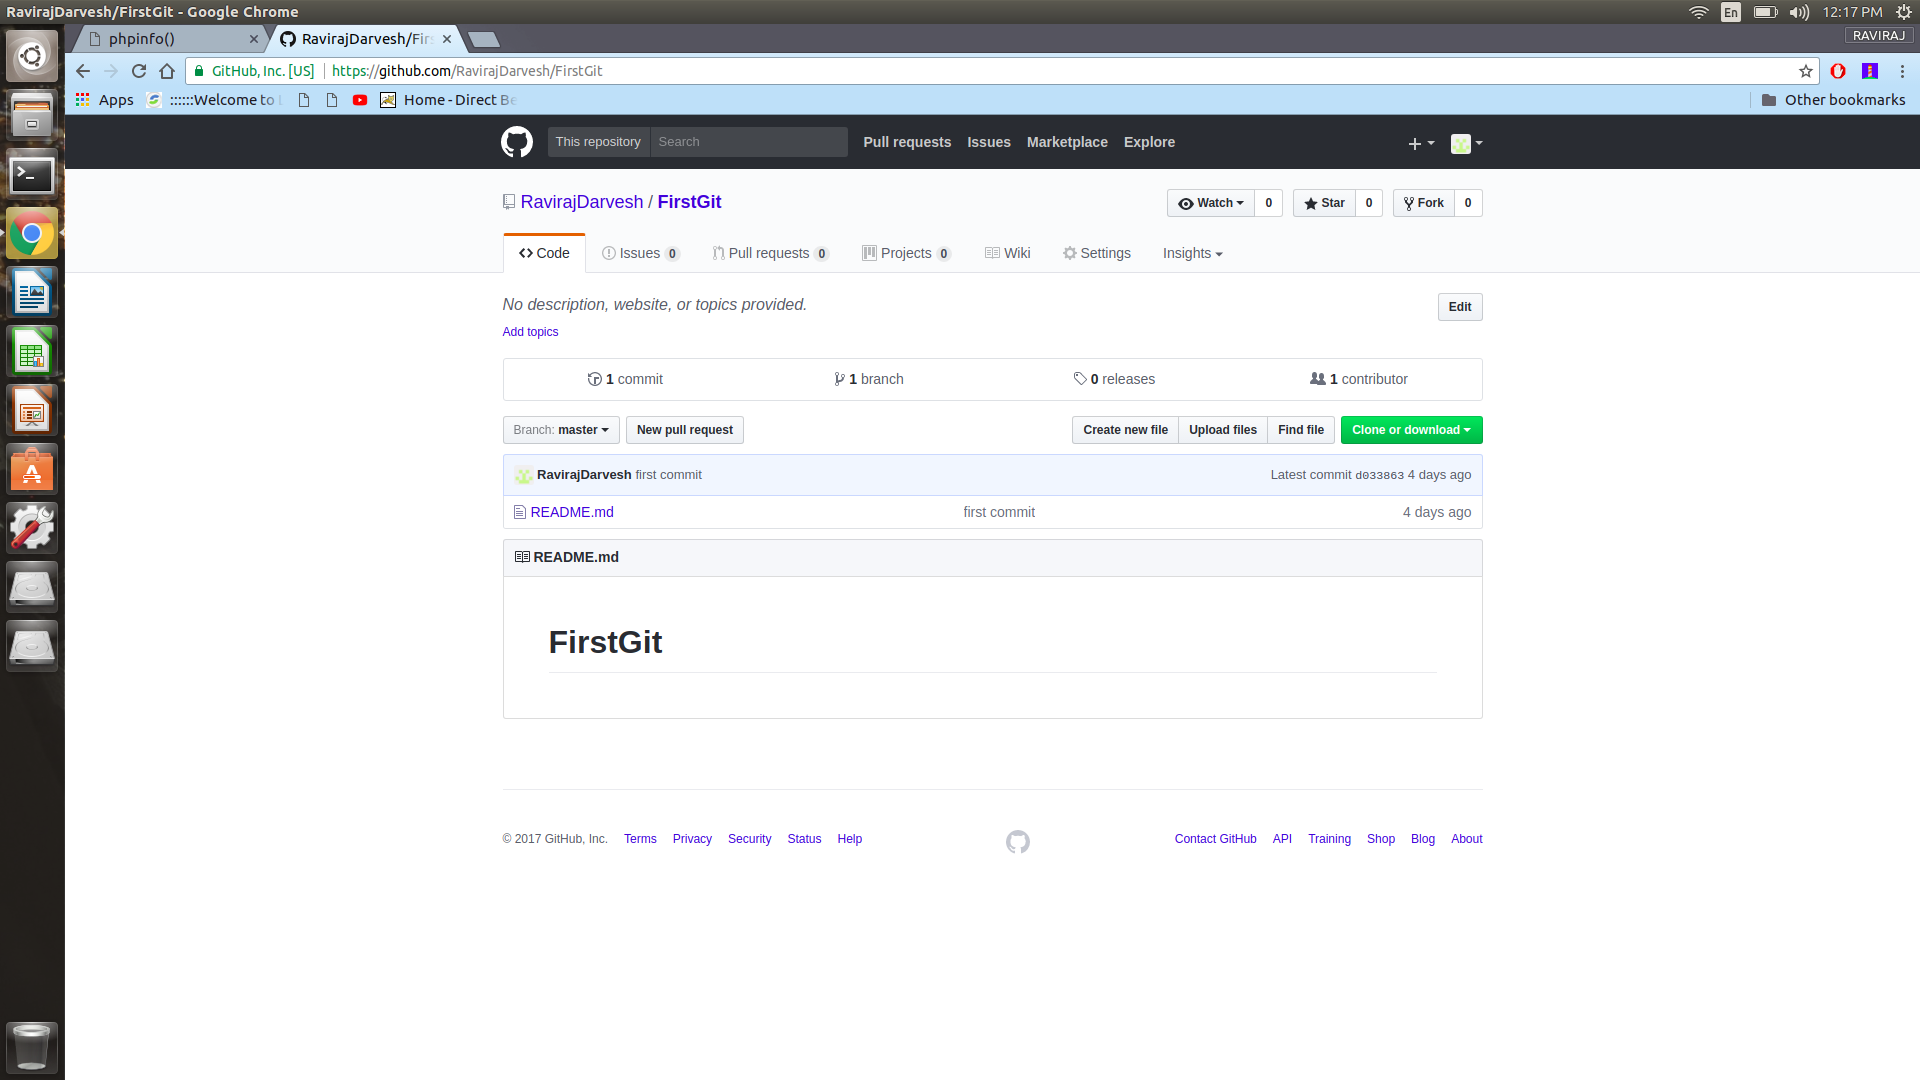 RavirajDarvesh/FirstGit - Google Chrome
En
12:17 PM
phpinfo()
RavirajDarvesh/Firs
RAVIRAJ
GitHub, Inc. [US]
https://github.com/RavirajDarvesh/FirstGit
Apps
::::::Welcome to
Home - Direct Be
Other bookmarks
This repository
Search
Pull requests
Issues
Marketplace
Explore
RavirajDarvesh / FirstGit
Watch 0
Star 0
Fork 0
Code
Issues 0
Pull requests 0
Projects 0
Wiki
Settings
Insights
No description, website, or topics provided.
Edit
Add topics
1 commit
1 branch
0 releases
1 contributor
Branch: master
New pull request
Create new file
Upload files
Find file
Clone or download
RavirajDarvesh first commit
Latest commit d033863 4 days ago
README.md
first commit
4 days ago
README.md
FirstGit
© 2017 GitHub, Inc.
Terms
Privacy
Security
Status
Help
Contact GitHub
API
Training
Shop
Blog
About